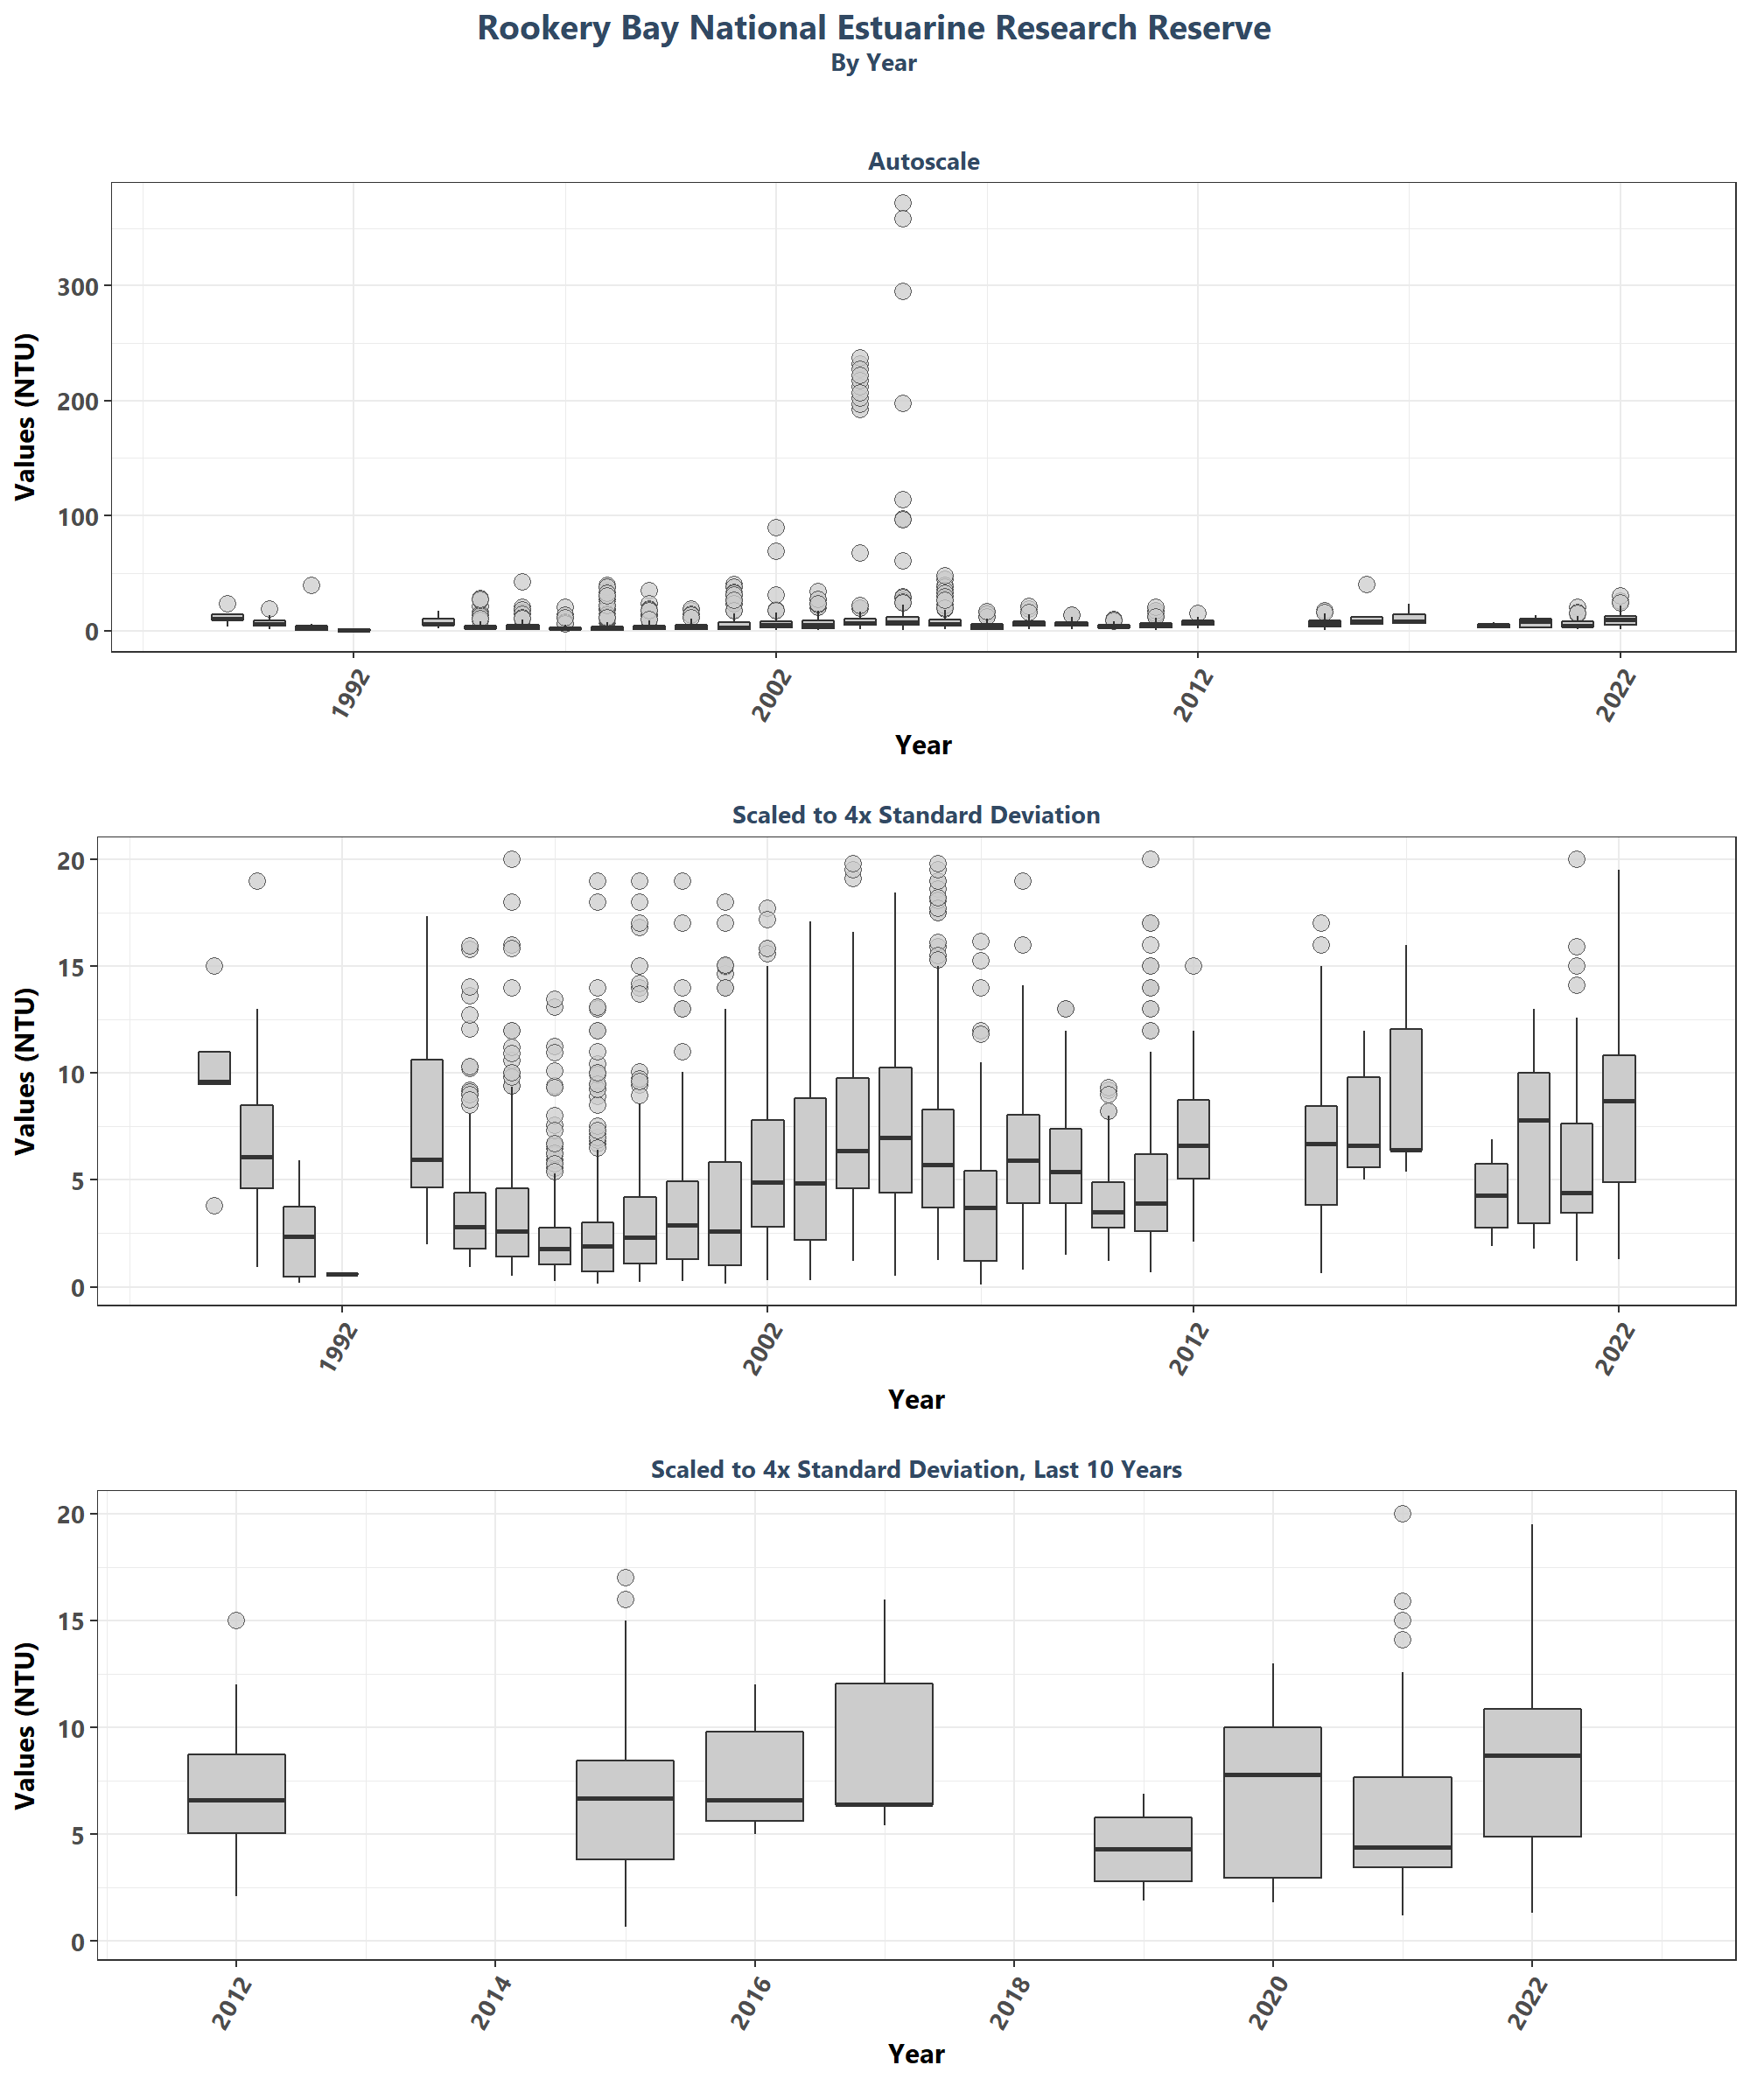 Rookery Bay National Estuarine Research Reserve
By Year
Autoscale
Values (NTU)
300
200
100
0
1992
2002
2012
2022
Year
Scaled to 4x Standard Deviation
Values (NTU)
20
15
10
5
0
1992
2002
2012
2022
Year
Scaled to 4x Standard Deviation, Last 10 Years
Values (NTU)
20
15
10
5
0
2012
2014
2016
2018
2020
2022
Year